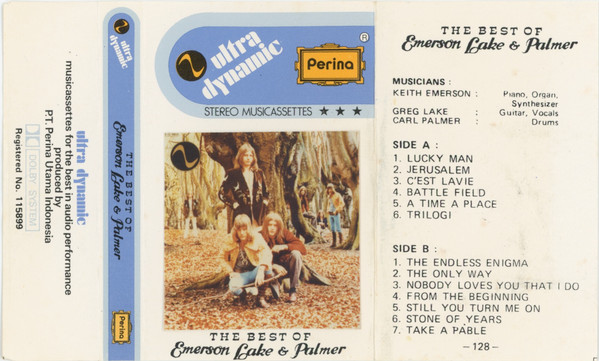 ultra dynamic
musicassettes for the best in audio performance
produced by
P.T. Perina Utama Indonesia
Registered No. 115899
DOLBY SYSTEM
ultra
dynamic
THE BEST OF
Emerson Lake & Palmer
Perina
ultra
dynamic
Perina
®
STEREO MUSICASSETTES ★ ★ ★
THE BEST OF
Emerson Lake & Palmer
THE BEST OF
Emerson Lake & Palmer
MUSICIANS :
KEITH EMERSON : Piano, Organ,
Synthesizer
GREG LAKE : Guitar, Vocals
CARL PALMER : Drums
SIDE A :
1. LUCKY MAN
2. JERUSALEM
3. C'EST LAVIE
4. BATTLE FIELD
5. A TIME A PLACE
6. TRILOGI
SIDE B :
1. THE ENDLESS ENIGMA
2. THE ONLY WAY
3. NOBODY LOVES YOU THAT I DO
4. FROM THE BEGINNING
5. STILL YOU TURN ME ON
6. STONE OF YEARS
7. TAKE A PABLE
– 128 –